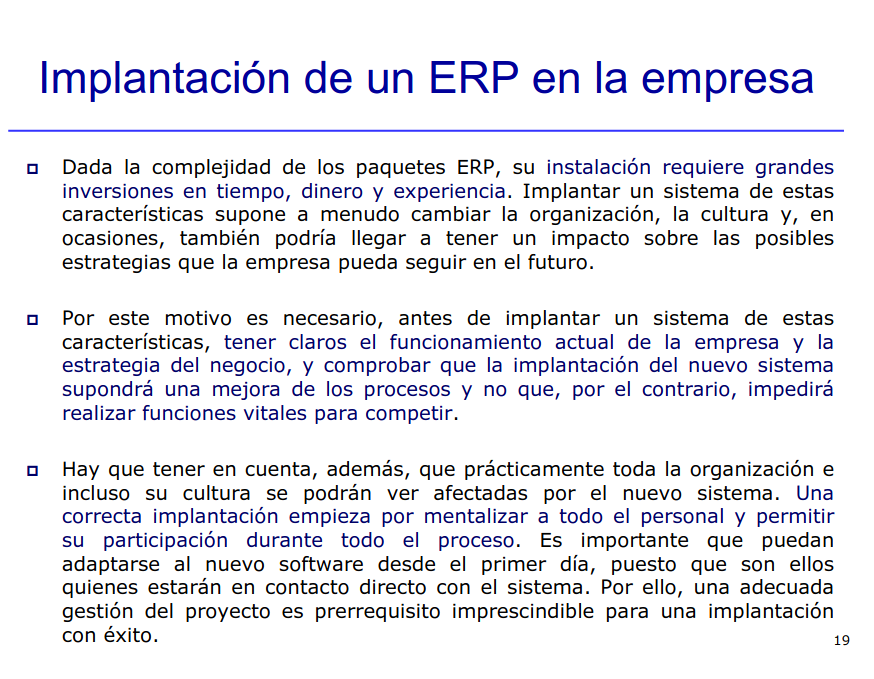 Implantación de un ERP en la empresa
Dada la complejidad de los paquetes ERP, su instalación requiere grandes
inversiones en tiempo, dinero y experiencia. Implantar un sistema de estas
características supone a menudo cambiar la organización, la cultura y, en
ocasiones, también podría llegar a tener un impacto sobre las posibles
estrategias que la empresa pueda seguir en el futuro.
Por este motivo es necesario, antes de implantar un sistema de estas
características, tener claros el funcionamiento actual de la empresa y la
estrategia del negocio, y comprobar que la implantación del nuevo sistema
supondrá una mejora de los procesos y no que, por el contrario, impedirá
realizar funciones vitales para competir.
Hay que tener en cuenta, además, que prácticamente toda la organización e
incluso su cultura se podrán ver afectadas por el nuevo sistema. Una
correcta implantación empieza por mentalizar a todo el personal y permitir
su participación durante todo el proceso. Es importante que puedan
adaptarse al nuevo software desde el primer día, puesto que son ellos
quienes estarán en contacto directo con el sistema. Por ello, una adecuada
gestión del proyecto es prerrequisito imprescindible para una implantación
con éxito.
19